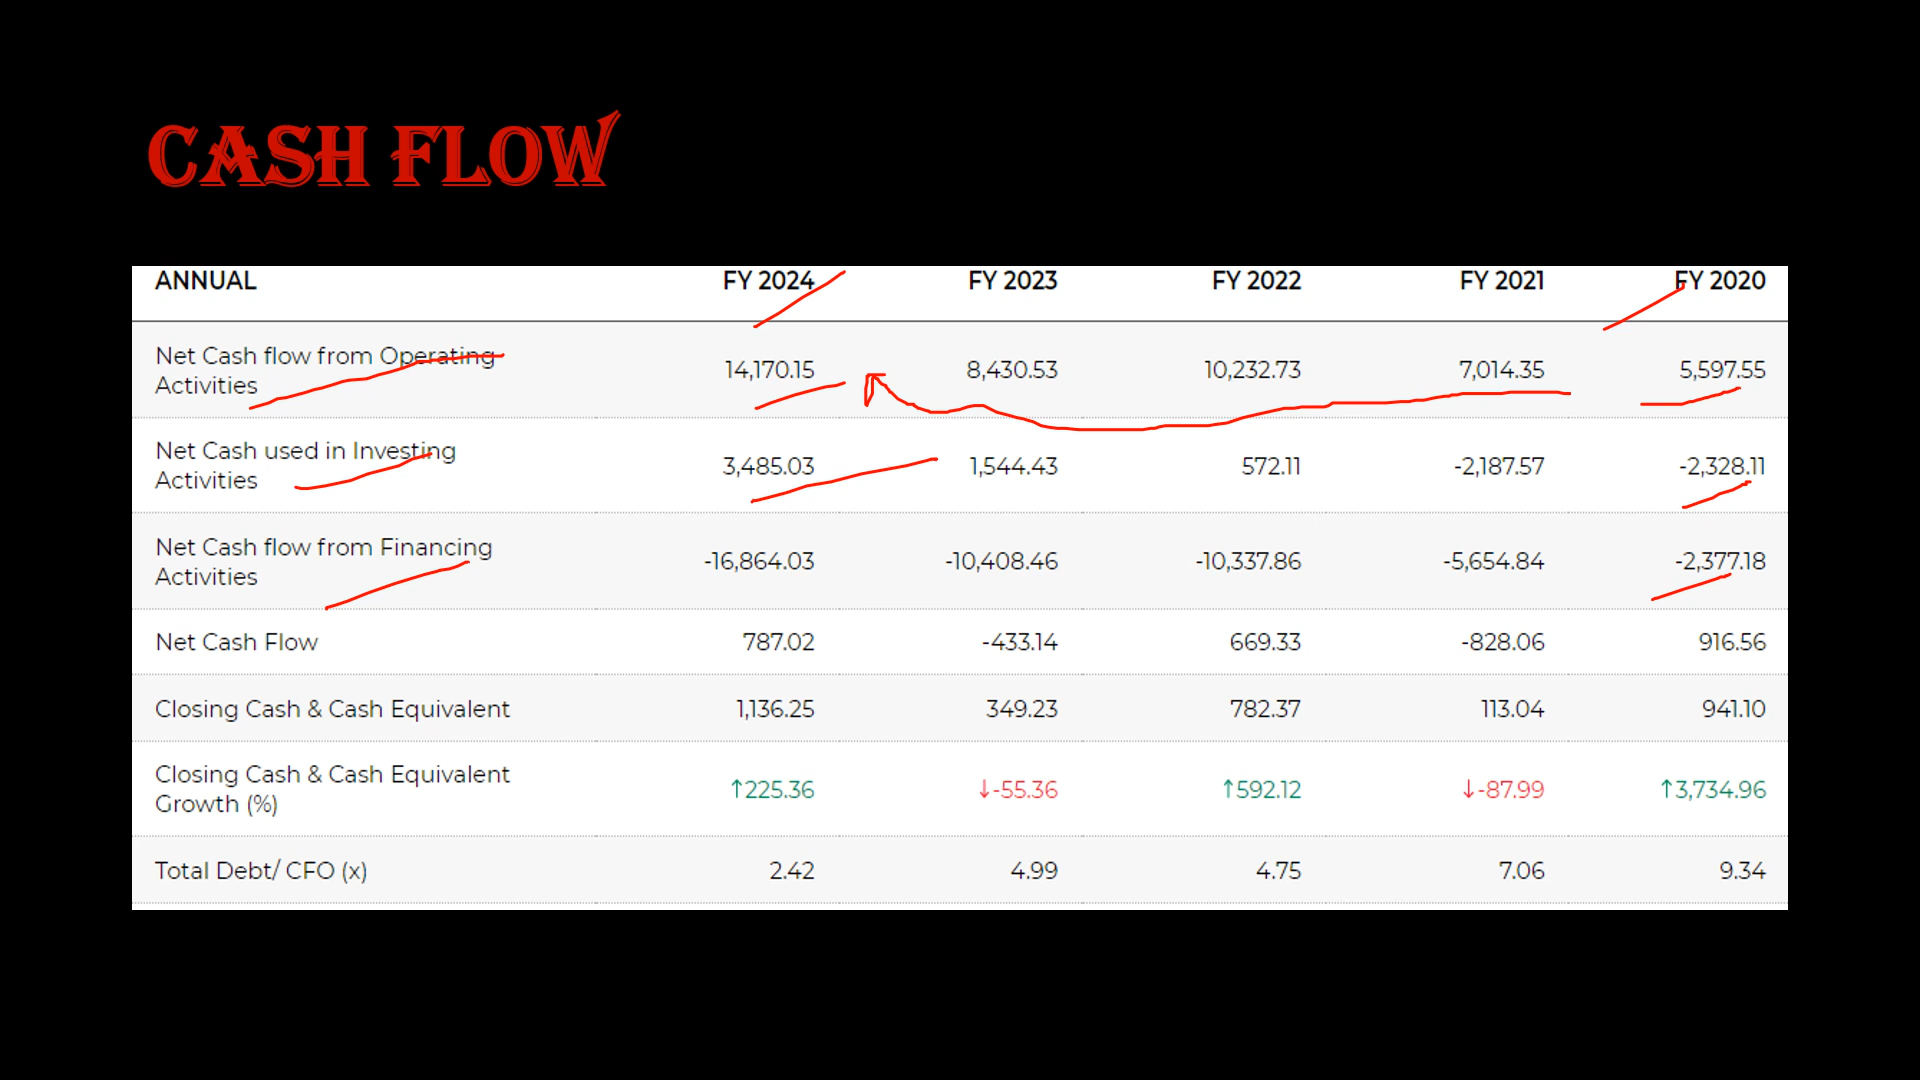 CASH FLOW
ANNUAL FY 2024 FY 2023 FY 2022 FY 2021 FY 2020
Net Cash flow from Operating
Activities 14,170.15 8,430.53 10,232.73 7,014.35 5,597.55
Net Cash used in Investing
Activities 3,485.03 1,544.43 572.11 -2,187.57 -2,328.11
Net Cash flow from Financing
Activities -16,864.03 -10,408.46 -10,337.86 -5,654.84 -2,377.18
Net Cash Flow 787.02 -433.14 669.33 -828.06 916.56
Closing Cash & Cash Equivalent 1,136.25 349.23 782.37 113.04 941.10
Closing Cash & Cash Equivalent
Growth (%) ↑225.36 ↓-55.36 ↑592.12 ↓-87.99 ↑3,734.96
Total Debt/ CFO (x) 2.42 4.99 4.75 7.06 9.34